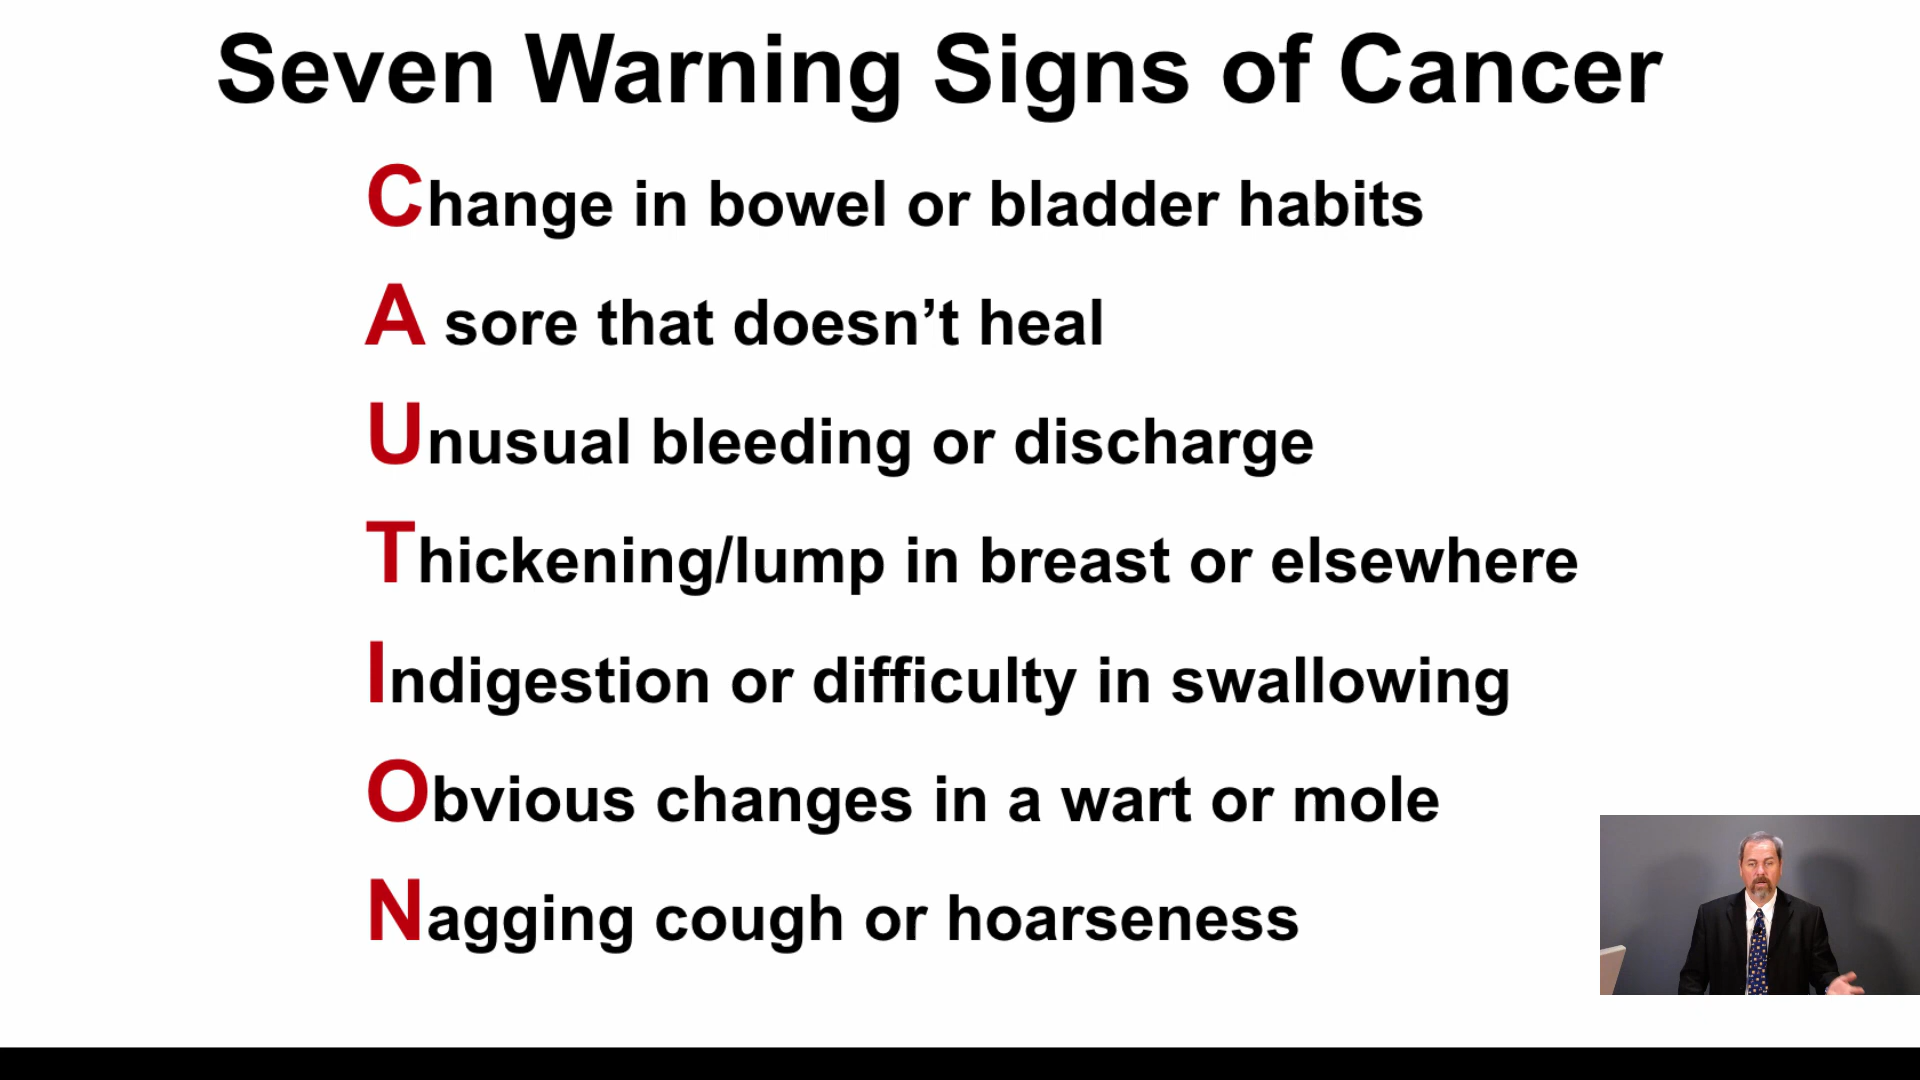 Seven Warning Signs of Cancer
Change in bowel or bladder habits
A sore that doesn’t heal
Unusual bleeding or discharge
Thickening/lump in breast or elsewhere
Indigestion or difficulty in swallowing
Obvious changes in a wart or mole
Nagging cough or hoarseness